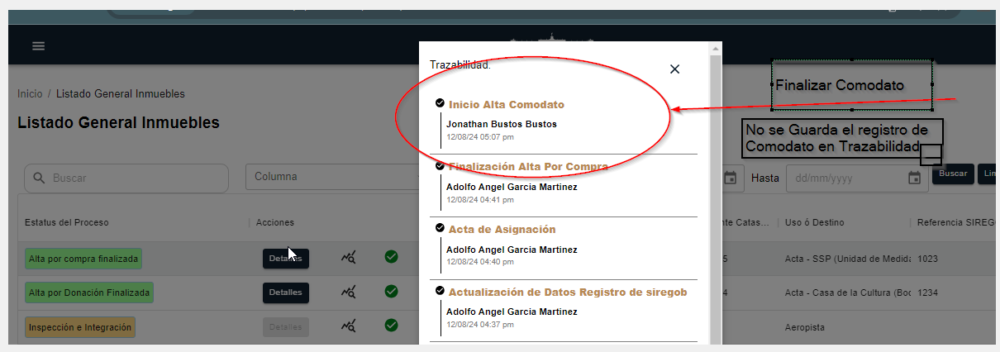 Trazabilidad.
Finalizar Comodato
Inicio / Listado General Inmuebles
Inicio Alta Comodato
Listado General Inmuebles
Jonathan Bustos Bustos
12/08/24 05:07 pm
No se Guarda el registro de
Comodato en Trazabilidad
Buscar
Columna
Finalización Alta Por Compra
Hasta
dd/mm/yyyy
Buscar
Lim
Adolfo Angel Garcia Martinez
12/08/24 04:41 pm
Estatus del Proceso
Acciones
nte Catas...
Uso ó Destino
Referencia SIREG
Acta de Asignación
Adolfo Angel Garcia Martinez
12/08/24 04:40 pm
Alta por compra finalizada
Detalles
5
Acta - SSP (Unidad de Medida
1023
Alta por Donación Finalizada
Detalles
4
Acta - Casa de la Cultura (Boc
1234
Actualización de Datos Registro de siregob
Adolfo Angel Garcia Martinez
12/08/24 04:37 pm
Inspección e Integración
Detalles
Aeropista